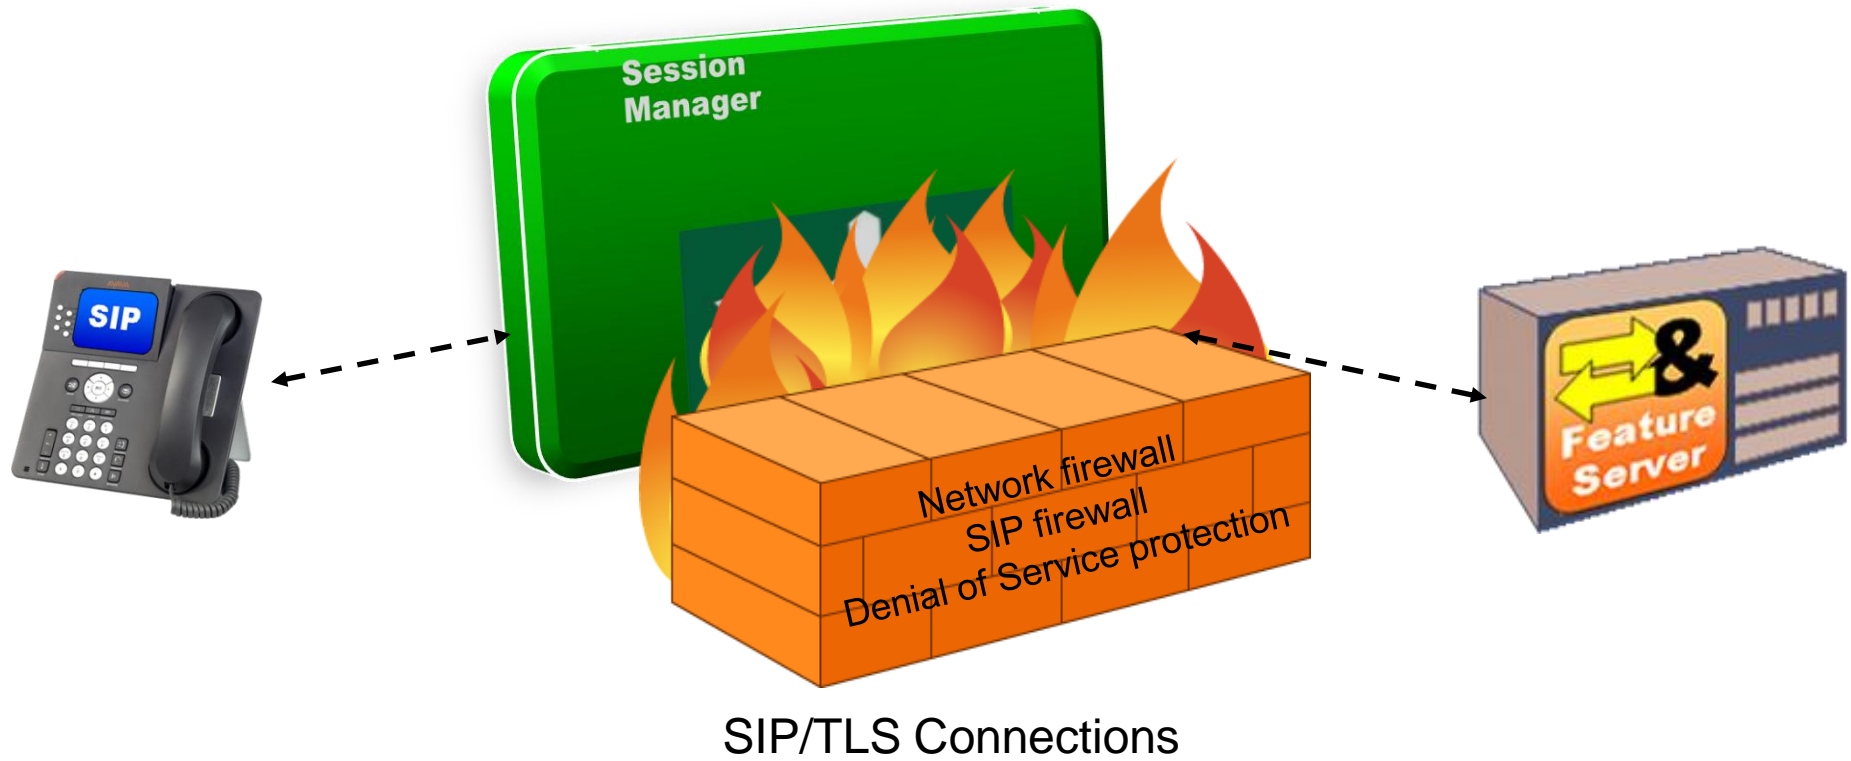 Session
Manager
SIP
&
Feature
Server
Network firewall
SIP firewall
Denial of Service protection
SIP/TLS Connections